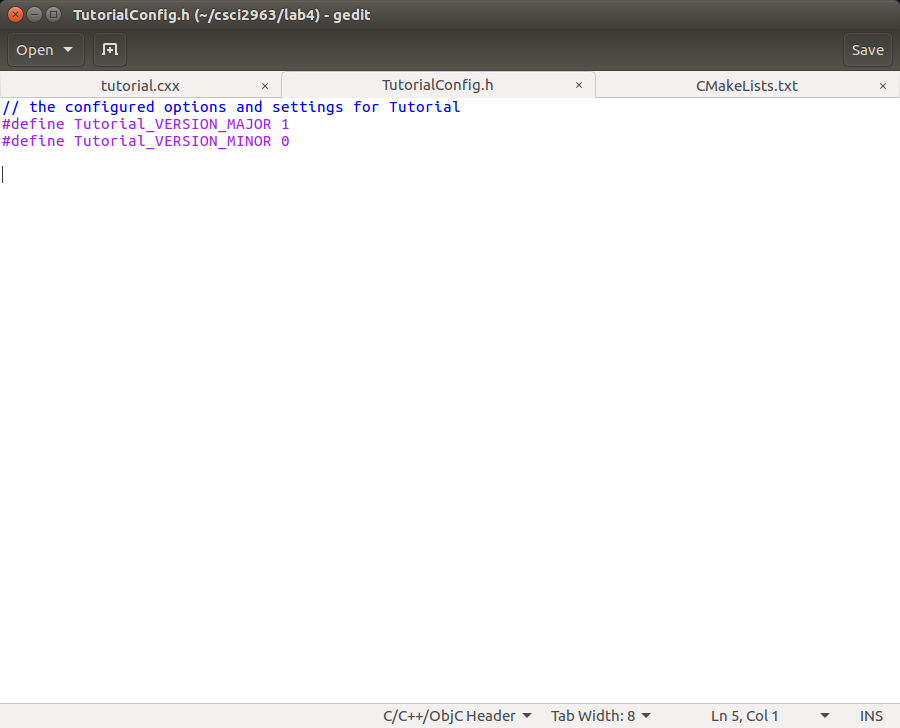 TutorialConfig.h (~/csci2963/lab4) - gedit
Open
Save
tutorial.cxx × TutorialConfig.h × CMakeLists.txt ×
// the configured options and settings for Tutorial
#define Tutorial_VERSION_MAJOR 1
#define Tutorial_VERSION_MINOR 0
C/C++/ObjC Header Tab Width: 8 Ln 5, Col 1 INS